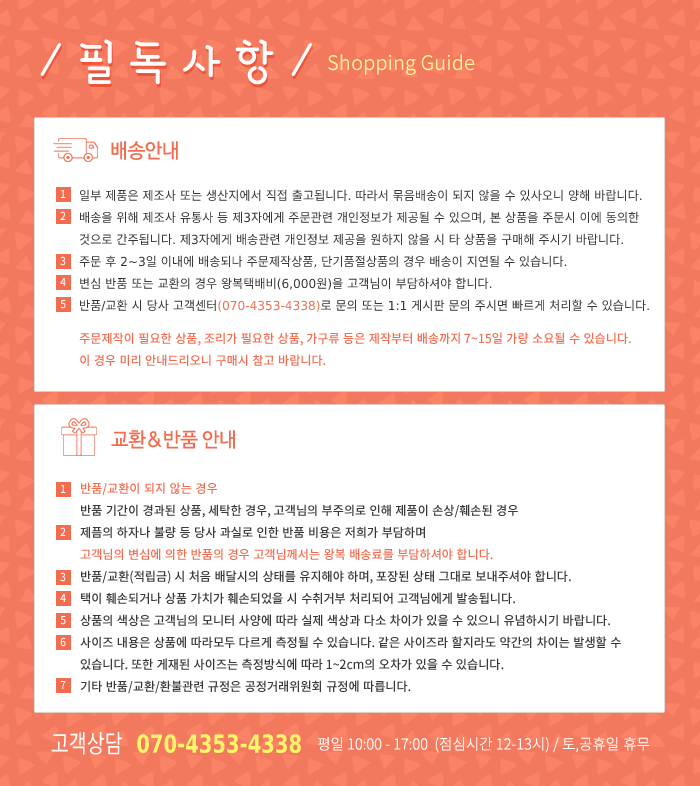 / 필독사항 / Shopping Guide
배송안내
1 일부 제품은 제조사 또는 생산지에서 직접 출고됩니다. 따라서 묶음배송이 되지 않을 수 있사오니 양해 바랍니다.
2 배송을 위해 제조사 유통사 등 제3자에게 주문관련 개인정보가 제공될 수 있으며, 본 상품을 주문시 이에 동의한
것으로 간주됩니다. 제3자에게 배송관련 개인정보 제공을 원하지 않을 시 타 상품을 구매해 주시기 바랍니다.
3 주문 후 2~3일 이내에 배송되나 주문제작상품, 단기품절상품의 경우 배송이 지연될 수 있습니다.
4 변심 반품 또는 교환의 경우 왕복택배비(6,000원)을 고객님이 부담하셔야 합니다.
5 반품/교환 시 당사 고객센터(070-4353-4338)로 문의 또는 1:1 게시판 문의 주시면 빠르게 처리할 수 있습니다.
주문제작이 필요한 상품, 조리가 필요한 상품, 가구류 등은 제작부터 배송까지 7~15일 가량 소요될 수 있습니다.
이 경우 미리 안내드리오니 구매시 참고 바랍니다.
교환&반품 안내
1 반품/교환이 되지 않는 경우
반품 기간이 경과된 상품, 세탁한 경우, 고객님의 부주의로 인해 제품이 손상/훼손된 경우
2 제픔의 하자나 불량 등 당사 과실로 인한 반품 비용은 저희가 부담하며
고객님의 변심에 의한 반품의 경우 고객님께서는 왕복 배송료를 부담하셔야 합니다.
3 반품/교환(적립금) 시 처음 배달시의 상태를 유지해야 하며, 포장된 상태 그대로 보내주셔야 합니다.
4 택이 훼손되거나 상품 가치가 훼손되었을 시 수취거부 처리되어 고객님에게 발송됩니다.
5 상품의 색상은 고객님의 모니터 사양에 따라 실제 색상과 다소 차이가 있을 수 있으니 유념하시기 바랍니다.
6 사이즈 내용은 상품에 따라모두 다르게 측정될 수 있습니다. 같은 사이즈라 할지라도 약간의 차이는 발생할 수
있습니다. 또한 게재된 사이즈는 측정방식에 따라 1~2cm의 오차가 있을 수 있습니다.
7 기타 반품/교환/환불관련 규정은 공정거래위원회 규정에 따릅니다.
고객상담 070-4353-4338 평일 10:00 - 17:00 (점심시간 12-13시) / 토,공휴일 휴무